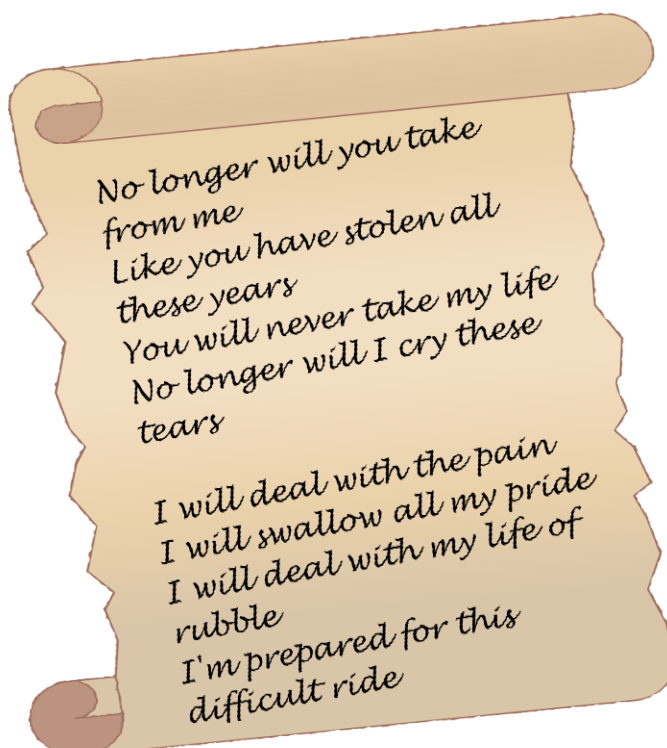 No longer will you take
from me
Like you have stolen all
these years
You will never take my life
No longer will I cry these
tears

I will deal with the pain
I will swallow all my pride
I will deal with my life of
rubble
I'm prepared for this
difficult ride